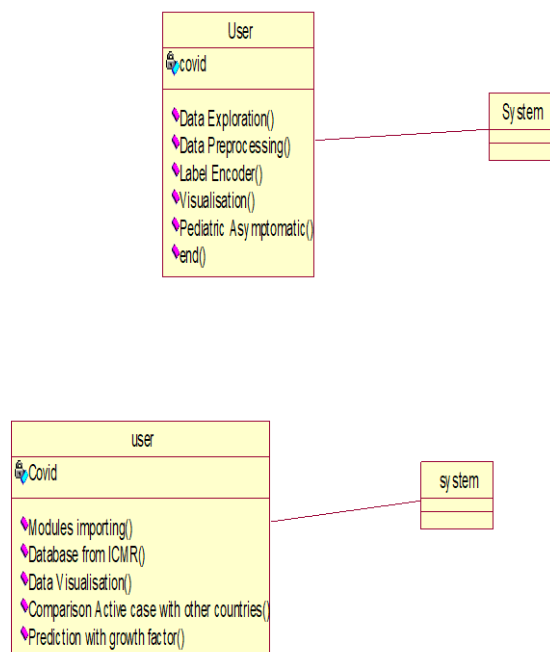 User
covid
Data Exploration()
Data Preprocessing()
Label Encoder()
Visualisation()
Pediatric Asymptomatic()
end()
System
user
Covid
Modules importing()
Database from ICMR()
Data Visualisation()
Comparison Active case with other countries()
Prediction with growth factor()
system